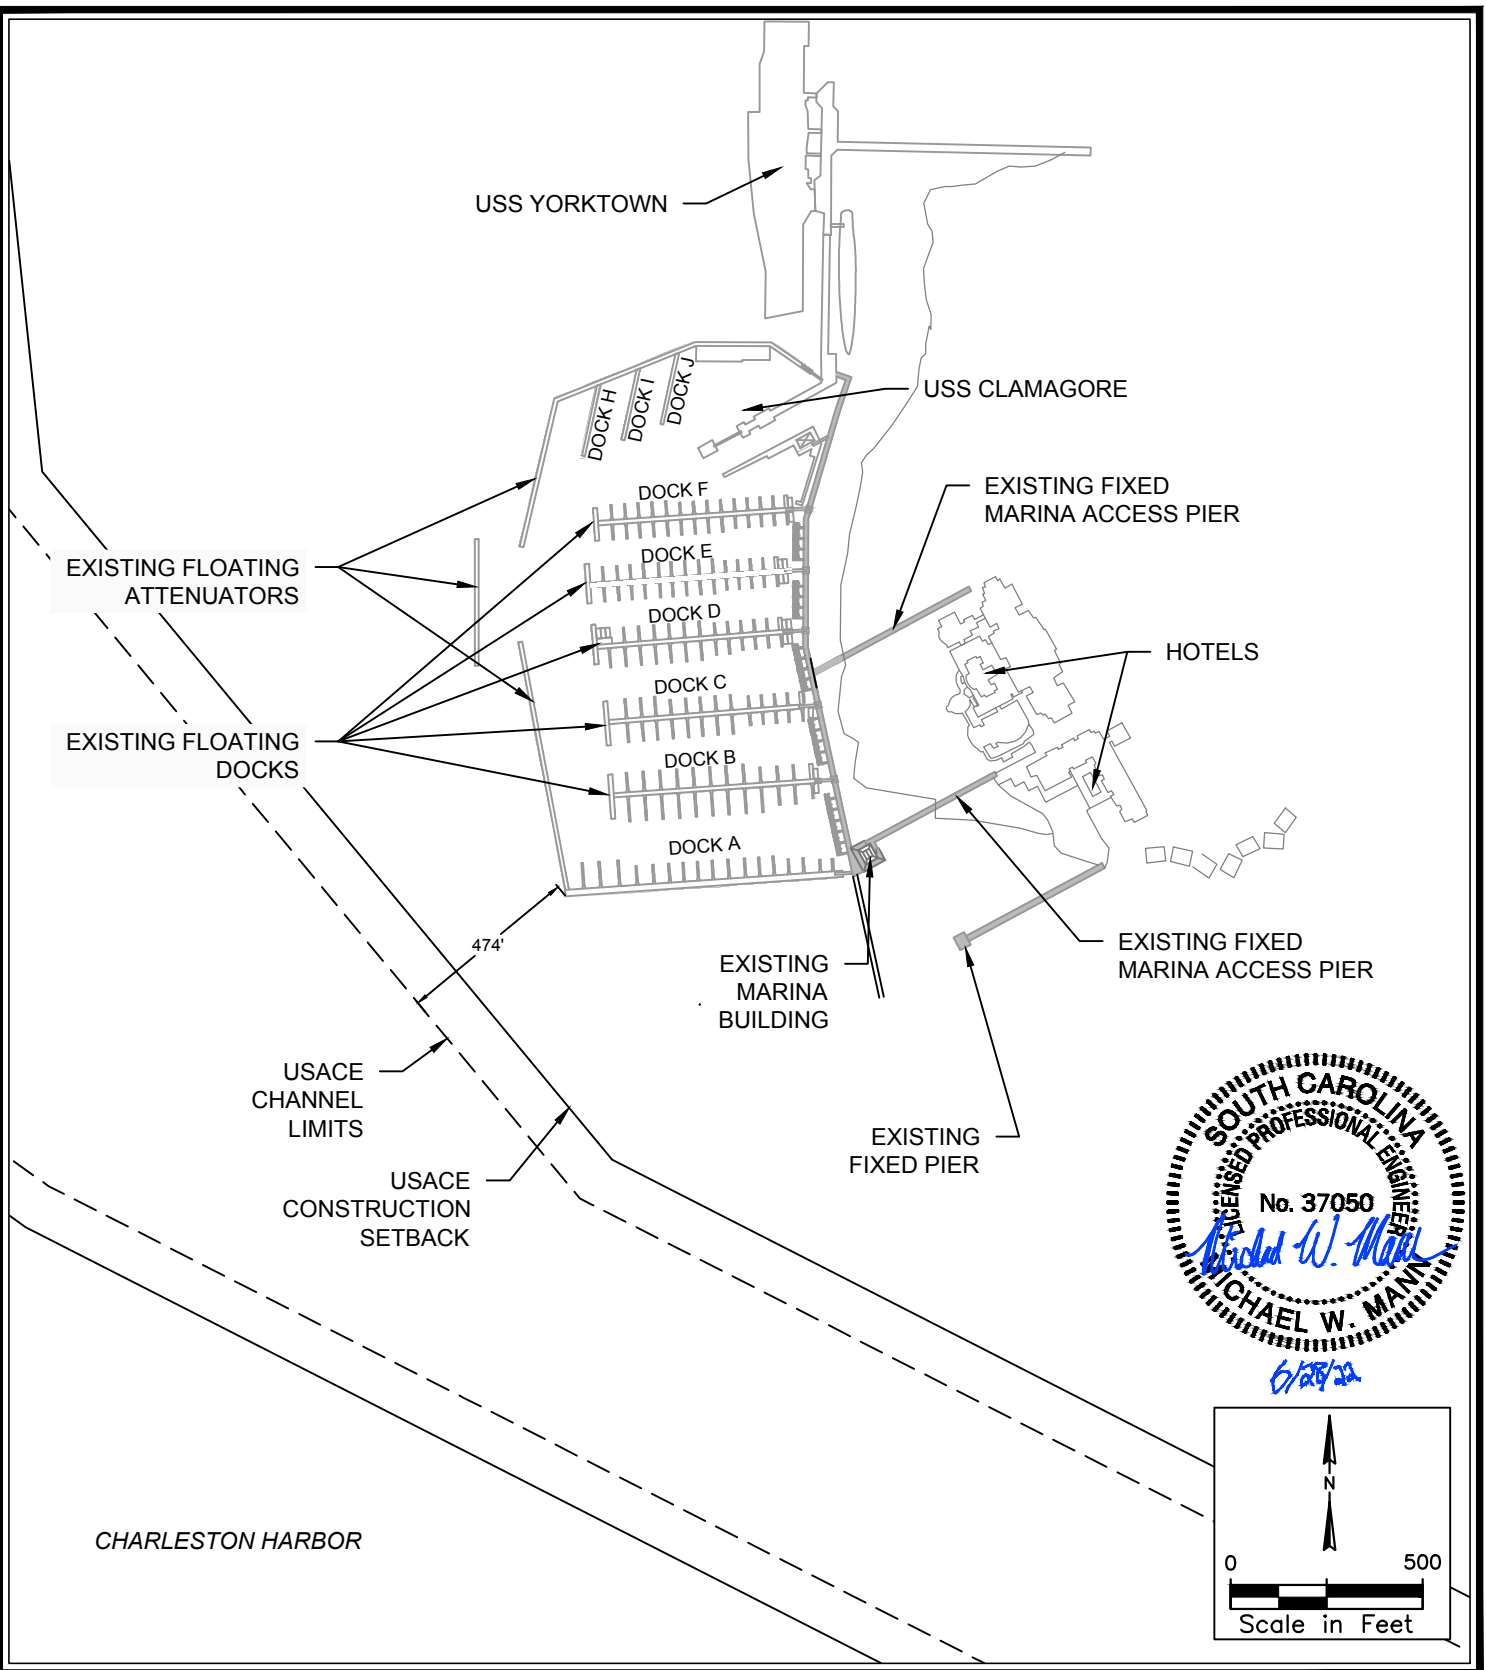 USS YORKTOWN
USS CLAMAGORE
DOCK H
DOCK I
DOCK J
DOCK F
DOCK E
DOCK D
DOCK C
DOCK B
DOCK A
EXISTING FIXED
MARINA ACCESS PIER
EXISTING FLOATING
ATTENUATORS
HOTELS
EXISTING FLOATING
DOCKS
474'
EXISTING
MARINA
BUILDING
EXISTING FIXED
MARINA ACCESS PIER
USACE
CHANNEL
LIMITS
EXISTING
FIXED PIER
USACE
CONSTRUCTION
SETBACK
SOUTH CAROLINA
LICENSED PROFESSIONAL ENGINEER
No. 37050
Michael W. Mann
MICHAEL W. MANN
6/28/22
CHARLESTON HARBOR
N
0 500
Scale in Feet